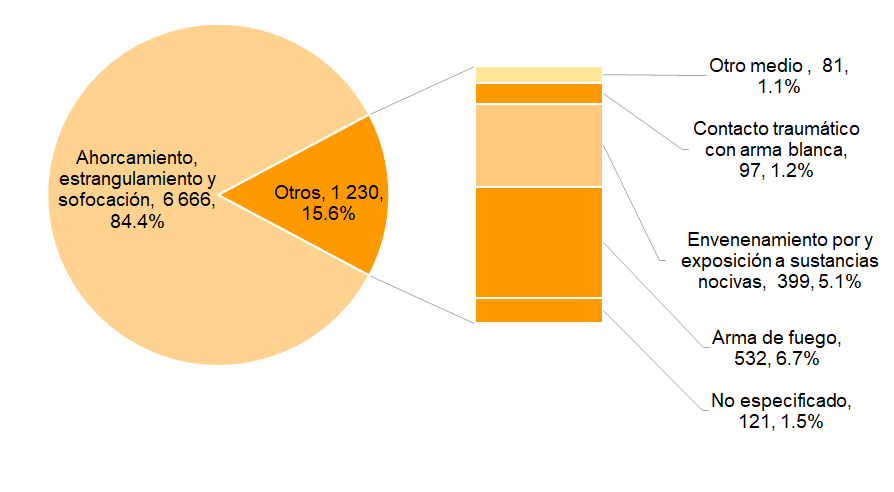 Ahorcamiento,
estrangulamiento y
sofocación, 6 666,
84.4%
Otros, 1 230,
15.6%
Otro medio , 81,
1.1%
Contacto traumático
con arma blanca,
97, 1.2%
Envenenamiento por y
exposición a sustancias
nocivas, 399, 5.1%
Arma de fuego,
532, 6.7%
No especificado,
121, 1.5%